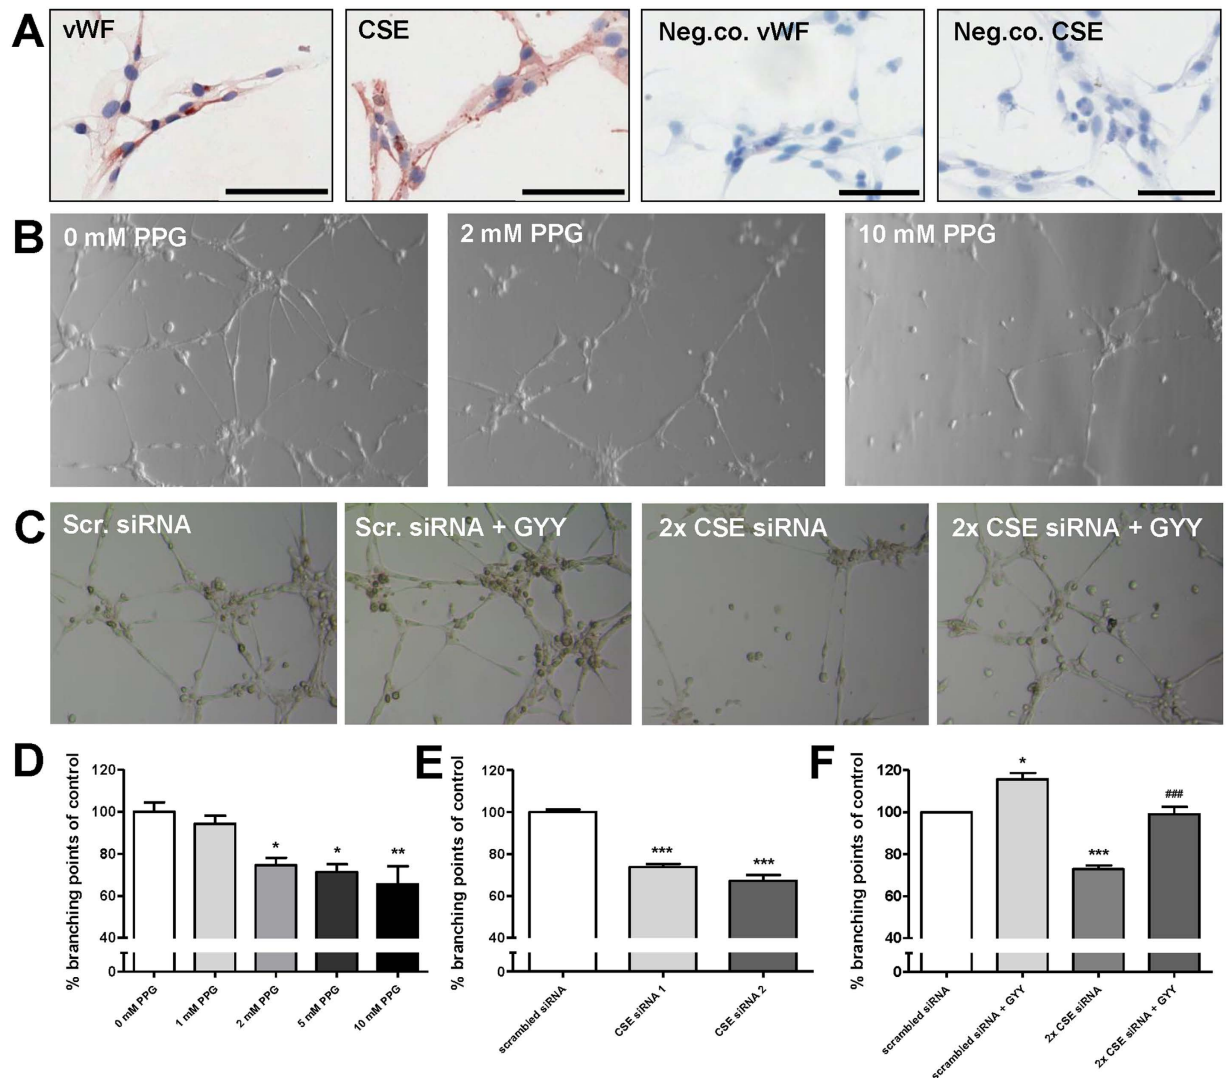 A
vWF
CSE
Neg.co. vWF
Neg.co. CSE
B
0 mM PPG
2 mM PPG
10 mM PPG
C
Scr. siRNA
Scr. siRNA + GYY
2x CSE siRNA
2x CSE siRNA + GYY
D
% branching points of control
120
100
80
60
40
0
*
*
**
0 mM PPG
1 mM PPG
2 mM PPG
5 mM PPG
10 mM PPG
E
% branching points of control
120
100
80
60
40
0
***
***
scrambled siRNA
CSE siRNA 1
CSE siRNA 2
F
% branching points of control
120
100
80
60
40
0
*
***
###
scrambled siRNA
scrambled siRNA + GYY
2x CSE siRNA
2x CSE siRNA + GYY